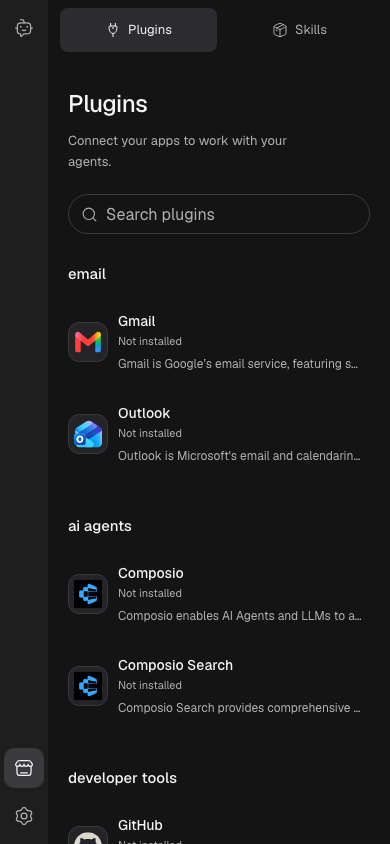 Plugins
Skills
Plugins
Connect your apps to work with your
agents.
Search plugins
email
Gmail
Not installed
Gmail is Google's email service, featuring s…
Outlook
Not installed
Outlook is Microsoft's email and calendarin…
ai agents
Composio
Not installed
Composio enables AI Agents and LLMs to a…
Composio Search
Not installed
Composio Search provides comprehensive …
developer tools
GitHub
Not installed